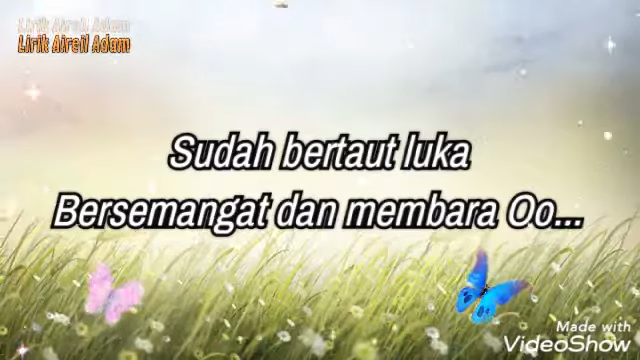 Lirik Aireil Adam
Lirik Aireil Adam
Sudah bertaut luka
Bersemangat dan membara Oo...
Made with
VideoShow